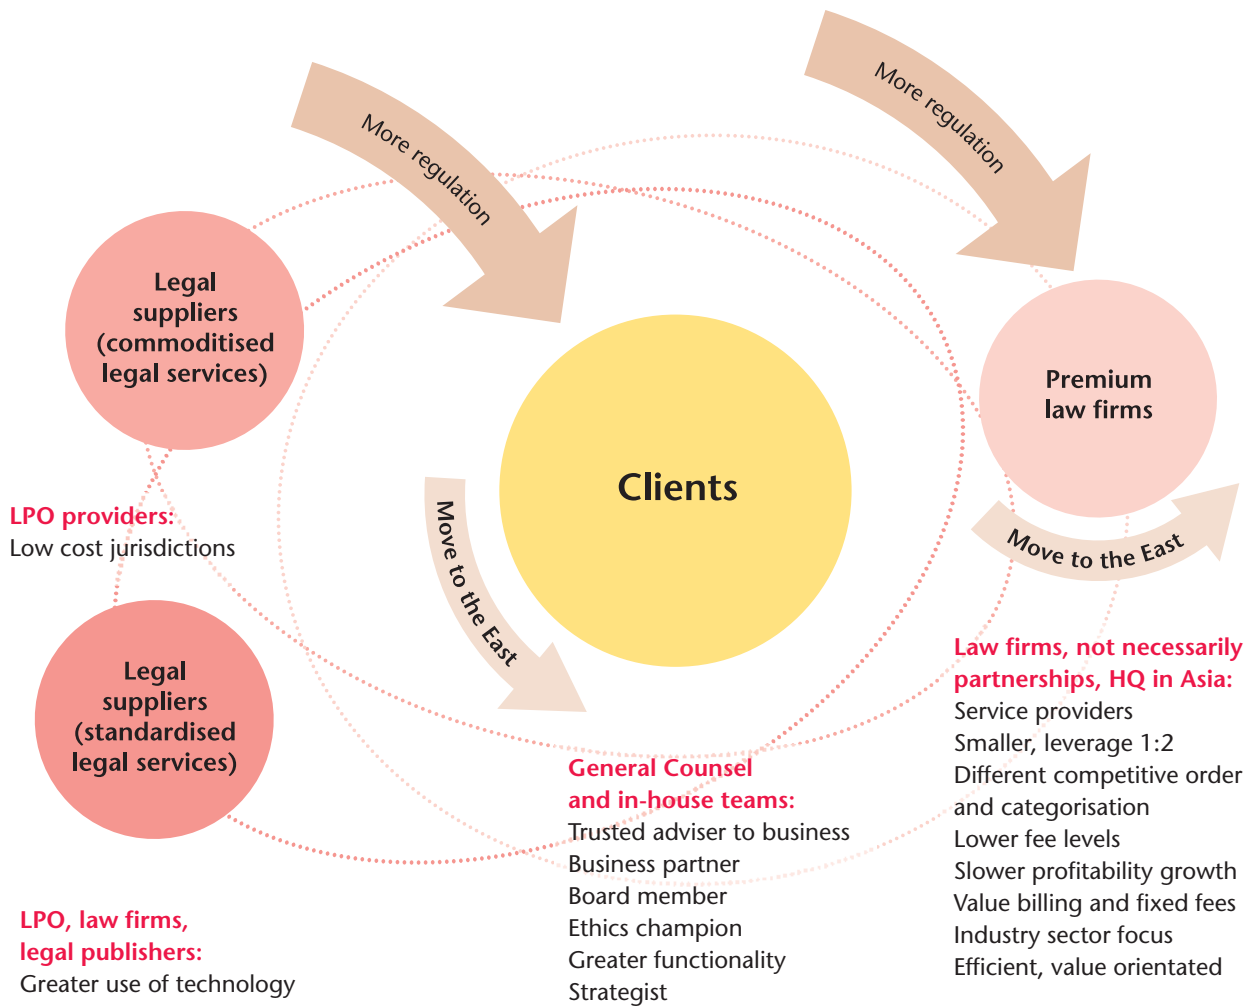 More regulation
More regulation
Legal
suppliers
(commoditised
legal services)
Premium
law firms
Clients
LPO providers:
Low cost jurisdictions
Move to the East
Move to the East
Legal
suppliers
(standardised
legal services)
Law firms, not necessarily
partnerships, HQ in Asia:
Service providers
Smaller, leverage 1:2
Different competitive order
and categorisation
Lower fee levels
Slower profitability growth
Value billing and fixed fees
Industry sector focus
Efficient, value orientated
General Counsel
and in-house teams:
Trusted adviser to business
Business partner
Board member
Ethics champion
Greater functionality
Strategist
LPO, law firms,
legal publishers:
Greater use of technology